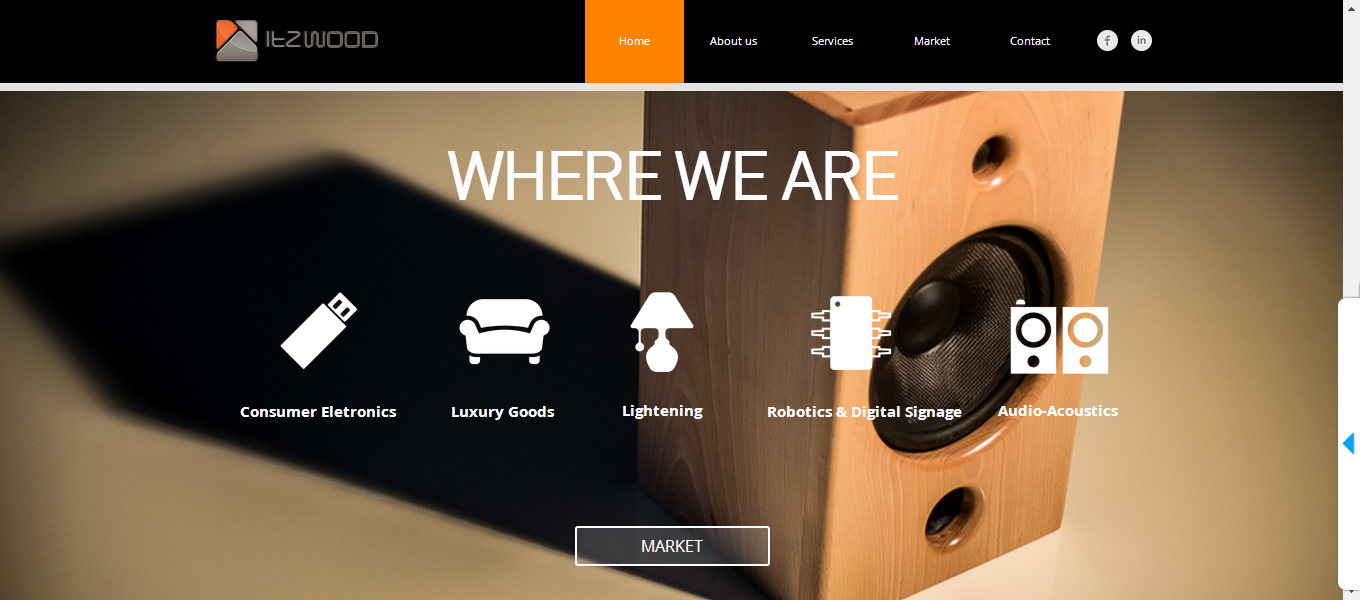 ItzWOOD
Home
About us
Services
Market
Contact
f
in
WHERE WE ARE
Consumer Eletronics
Luxury Goods
Lightening
Robotics & Digital Signage
Audio-Acoustics
MARKET